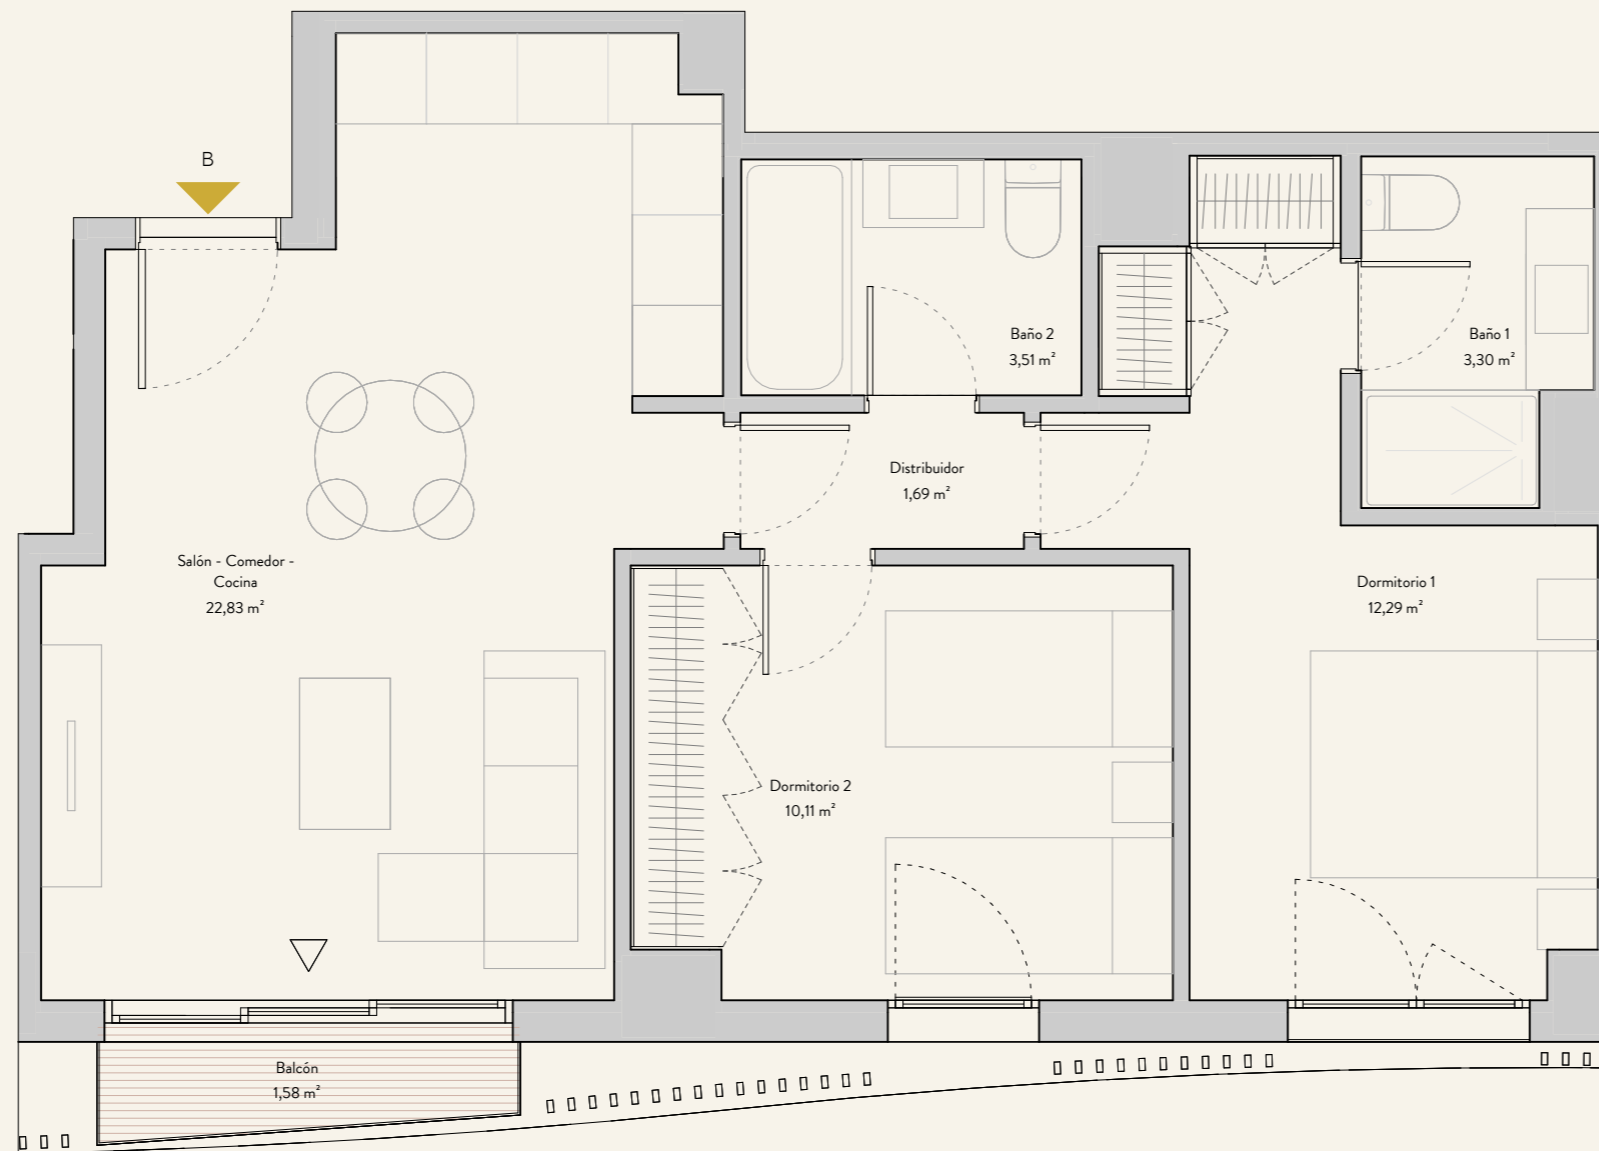 B
Baño 2
3,51 m²
Baño 1
3,30 m²
Distribuidor
1,69 m²
Salón - Comedor -
Cocina
22,83 m²
Dormitorio 1
12,29 m²
Dormitorio 2
10,11 m²
Balcón
1,58 m²